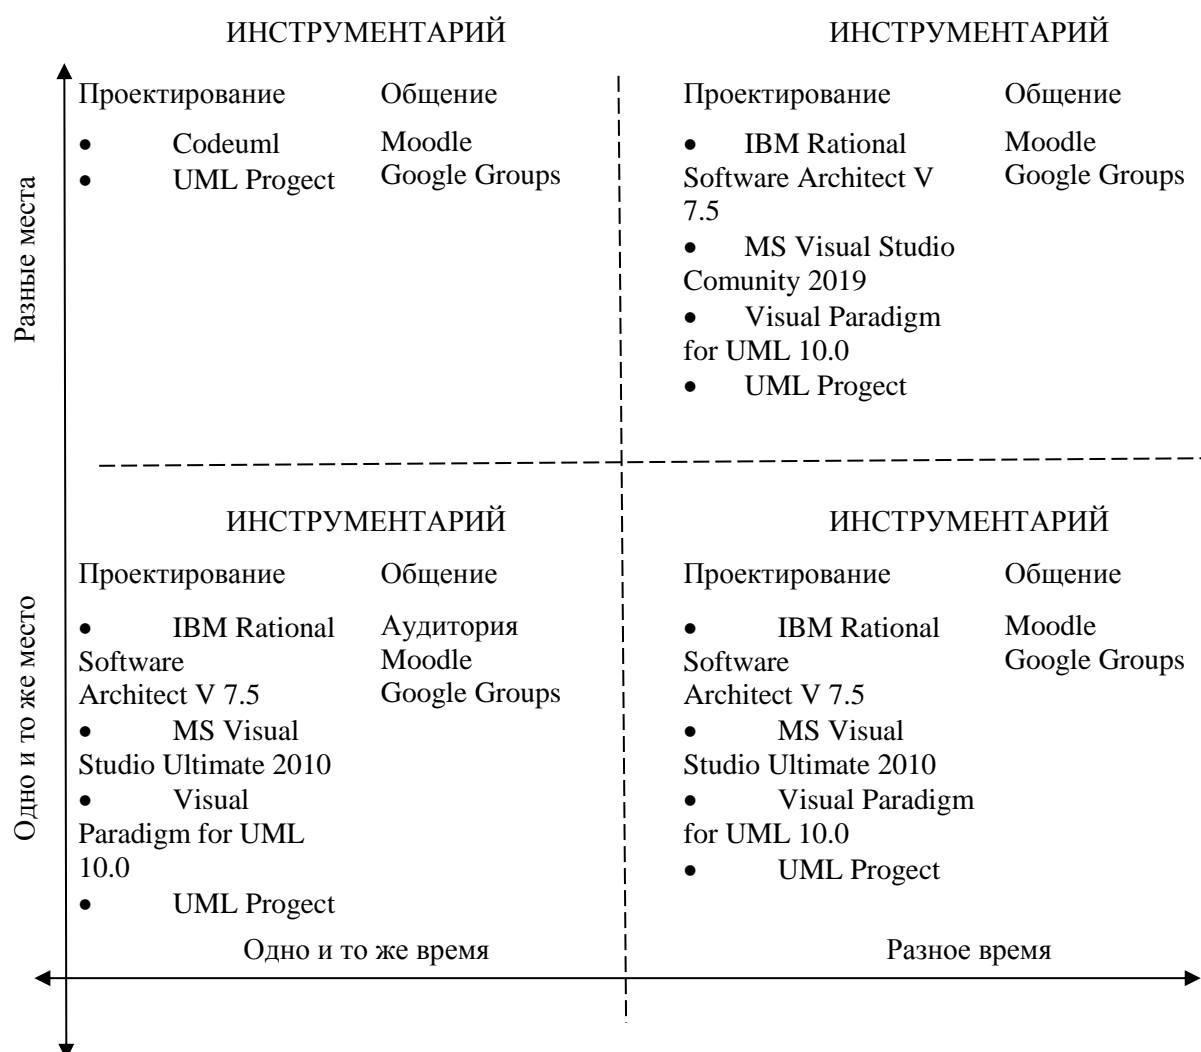 ИНСТРУМЕНТАРИЙ
Проектирование
• Codeuml
• UML Progect
Общение
Moodle
Google Groups
ИНСТРУМЕНТАРИЙ
Проектирование
• IBM Rational
Software Architect V
7.5
• MS Visual Studio
Comunity 2019
• Visual Paradigm
for UML 10.0
• UML Progect
Общение
Moodle
Google Groups
Разные места
ИНСТРУМЕНТАРИЙ
Проектирование
• IBM Rational
Software
Architect V 7.5
• MS Visual
Studio Ultimate 2010
• Visual
Paradigm for UML
10.0
• UML Progect
Общение
Аудитория
Moodle
Google Groups
ИНСТРУМЕНТАРИЙ
Проектирование
• IBM Rational
Software
Architect V 7.5
• MS Visual
Studio Ultimate 2010
• Visual Paradigm
for UML 10.0
• UML Progect
Общение
Moodle
Google Groups
Одно и то же место
Одно и то же время
Разное время